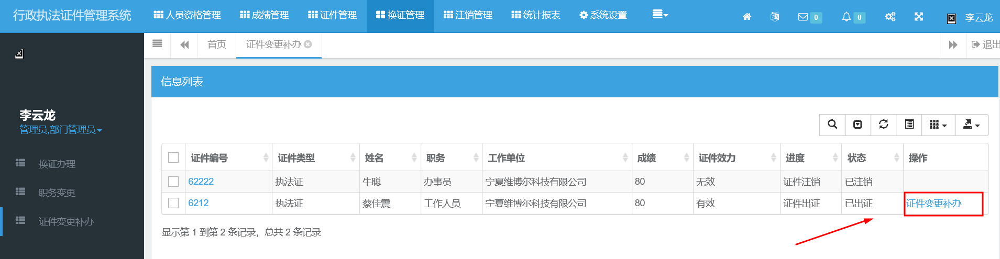 行政执法证件管理系统 人员资格管理 成绩管理 证件管理 换证管理 注销管理 统计报表 系统设置 0 0 李云龙
首页 证件变更补办 退出
信息列表
李云龙
管理员,部门管理员
换证办理
职务变更
证件变更补办
证件编号 证件类型 姓名 职务 工作单位 成绩 证件效力 进度 状态 操作
62222 执法证 牛聪 办事员 宁夏维博尔科技有限公司 80 无效 证件注销 已注销
6212 执法证 蔡佳震 工作人员 宁夏维博尔科技有限公司 80 有效 证件出证 已出证 证件变更补办
显示第 1 到第 2 条记录，总共 2 条记录